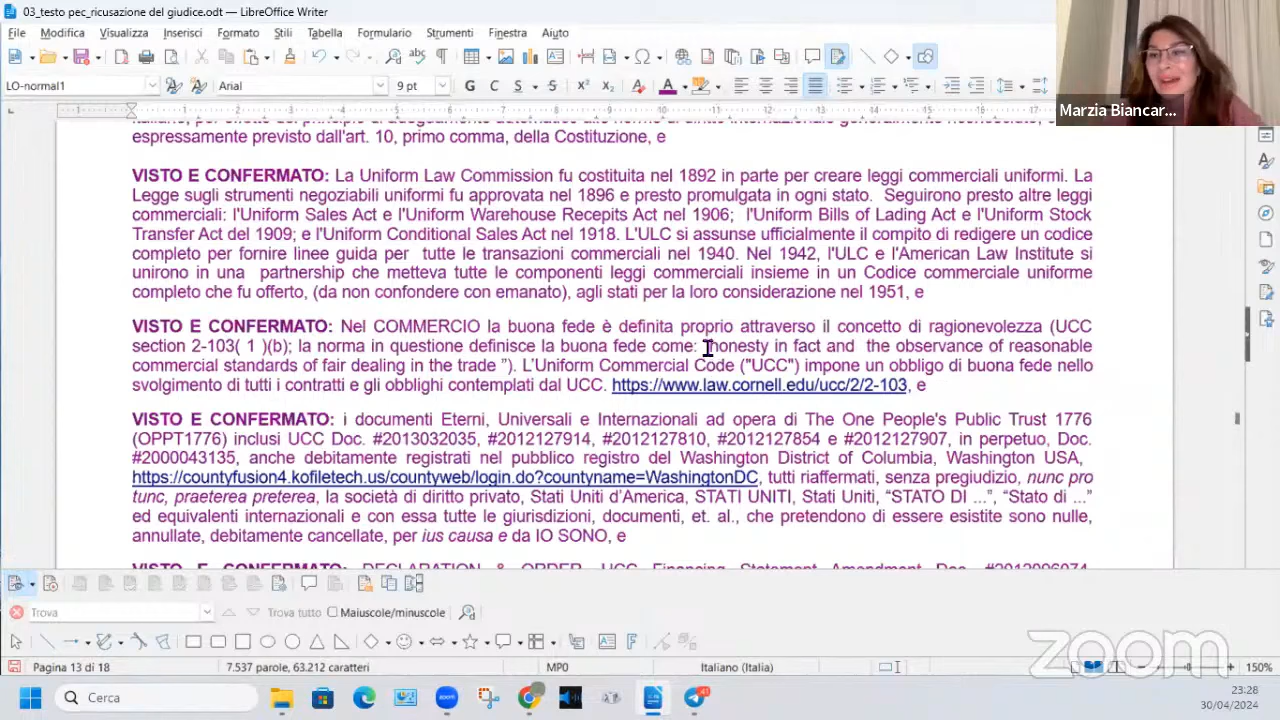 03_testo pec_ricusazione del giudice.odt — LibreOffice Writer
File Modifica Visualizza Inserisci Formato Stili Tabella Formulario Strumenti Finestra Aiuto
LO-normal1 Arial 9 pt G C S
Marzia Biancar...
espressamente previsto dall'art. 10, primo comma, della Costituzione, e
VISTO E CONFERMATO: La Uniform Law Commission fu costituita nel 1892 in parte per creare leggi commerciali uniformi. La
Legge sugli strumenti negoziabili uniformi fu approvata nel 1896 e presto promulgata in ogni stato. Seguirono presto altre leggi
commerciali: l'Uniform Sales Act e l'Uniform Warehouse Recepits Act nel 1906; l'Uniform Bills of Lading Act e l'Uniform Stock
Transfer Act del 1909; e l'Uniform Conditional Sales Act nel 1918. L'ULC si assunse ufficialmente il compito di redigere un codice
completo per fornire linee guida per tutte le transazioni commerciali nel 1940. Nel 1942, l'ULC e l'American Law Institute si
unirono in una partnership che metteva tutte le componenti leggi commerciali insieme in un Codice commerciale uniforme
completo che fu offerto, (da non confondere con emanato), agli stati per la loro considerazione nel 1951, e
VISTO E CONFERMATO: Nel COMMERCIO la buona fede è definita proprio attraverso il concetto di ragionevolezza (UCC
section 2-103( 1 )(b); la norma in questione definisce la buona fede come: "honesty in fact and the observance of reasonable
commercial standards of fair dealing in the trade ”). L’Uniform Commercial Code ("UCC") impone un obbligo di buona fede nello
svolgimento di tutti i contratti e gli obblighi contemplati dal UCC. https://www.law.cornell.edu/ucc/2/2-103, e
VISTO E CONFERMATO: i documenti Eterni, Universali e Internazionali ad opera di The One People's Public Trust 1776
(OPPT1776) inclusi UCC Doc. #2013032035, #2012127914, #2012127810, #2012127854 e #2012127907, in perpetuo, Doc.
#2000043135, anche debitamente registrati nel pubblico registro del Washington District of Columbia, Washington USA,
https://countyfusion4.kofiletech.us/countyweb/login.do?countyname=WashingtonDC, tutti riaffermati, senza pregiudizio, nunc pro
tunc, praeterea preterea, la società di diritto privato, Stati Uniti d’America, STATI UNITI, Stati Uniti, “STATO DI ...”, “Stato di ...”
ed equivalenti internazionali e con essa tutte le giurisdizioni, documenti, et. al., che pretendono di essere esistite sono nulle,
annullate, debitamente cancellate, per ius causa e da IO SONO, e
VISTO E CONFERMATO: DECLARATION & ORDER UCC Financing Statement Amendment Doc. #2012096074
Trova Trova tutto Maiuscole/minuscole
zoom
Pagina 13 di 18 7.537 parole, 63.212 caratteri MP0 Italiano (Italia) 150%
Cerca
23:28
30/04/2024